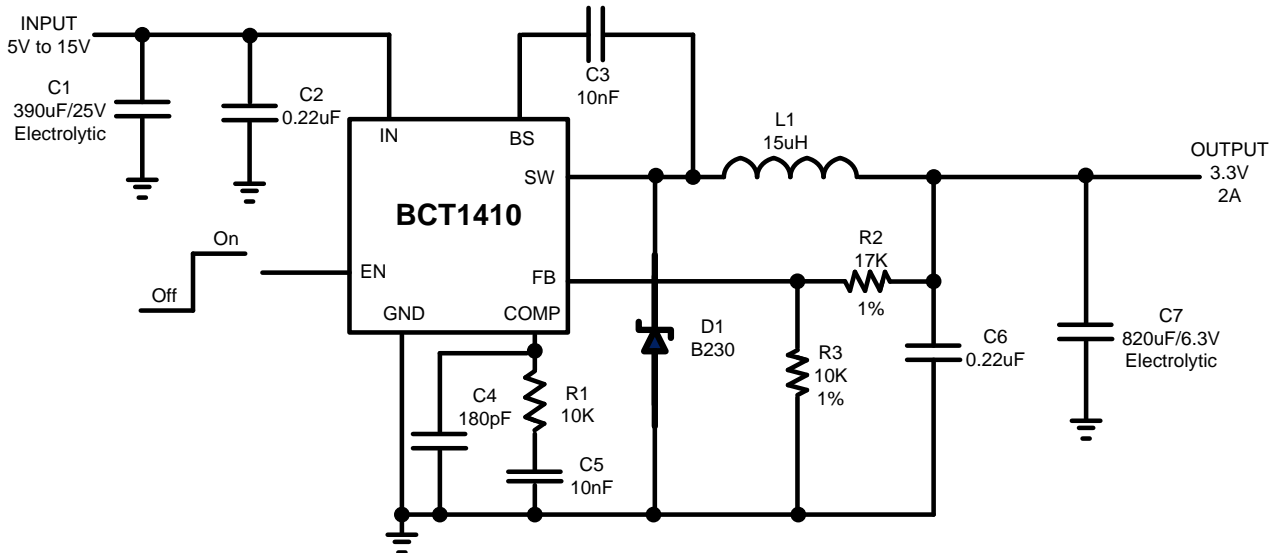 INPUT
5V to 15V
C1
390uF/25V
Electrolytic
C2
0.22uF
C3
10nF
IN
BS
SW
BCT1410
EN
FB
GND
COMP
On
Off
L1
15uH
OUTPUT
3.3V
2A
R2
17K
1%
C4
180pF
R1
10K
C5
10nF
D1
B230
R3
10K
1%
C6
0.22uF
C7
820uF/6.3V
Electrolytic